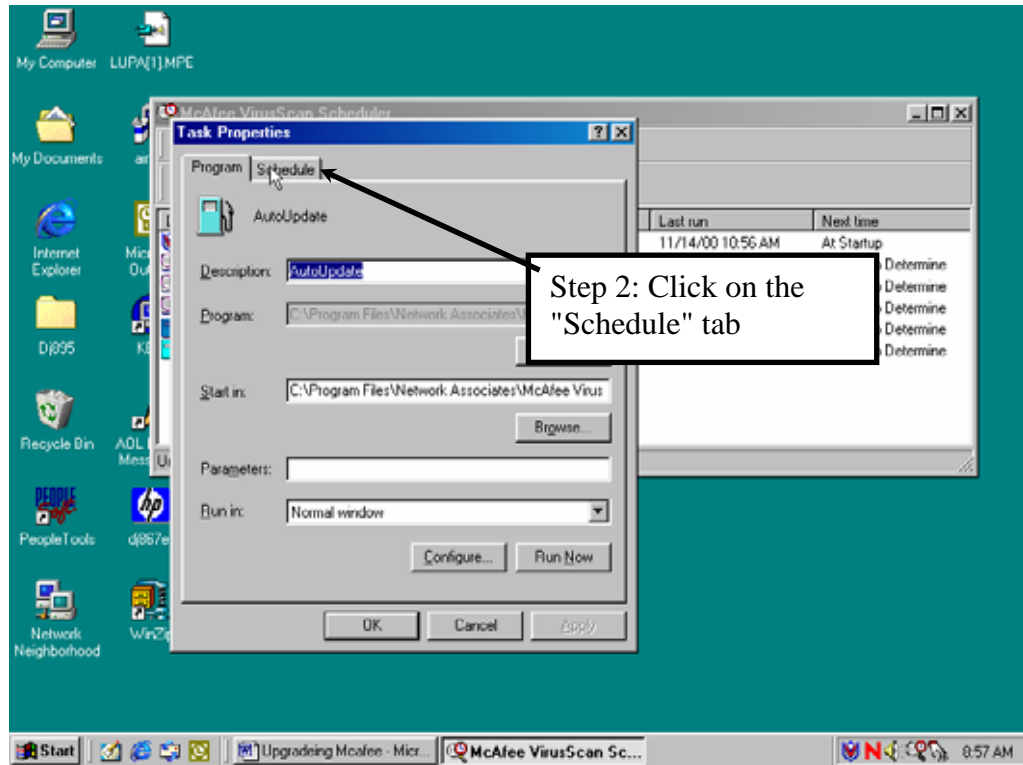 My Computer
LUPA[1].MPE
My Documents
Internet
Explorer
Dj895
Recycle Bin
AOL
Mess
PeopleTools
dj867e
Network
Neighborhood
WinZip
McAfee VirusScan Scheduler
Task Properties
Program
Schedule
AutoUpdate
Description:
AutoUpdate
Program:
C:\Program Files\Network Associates\
Start in:
C:\Program Files\Network Associates\McAfee Virus
Browse...
Parameters:
Run in:
Normal window
Configure...
Run Now
OK
Cancel
Apply
Last run
Next time
11/14/00 10:56 AM
At Startup
Determine
Determine
Determine
Determine
Determine
Step 2: Click on the
"Schedule" tab
Start
Upgradeing Mcafee - Micr...
McAfee VirusScan Sc...
8:57 AM